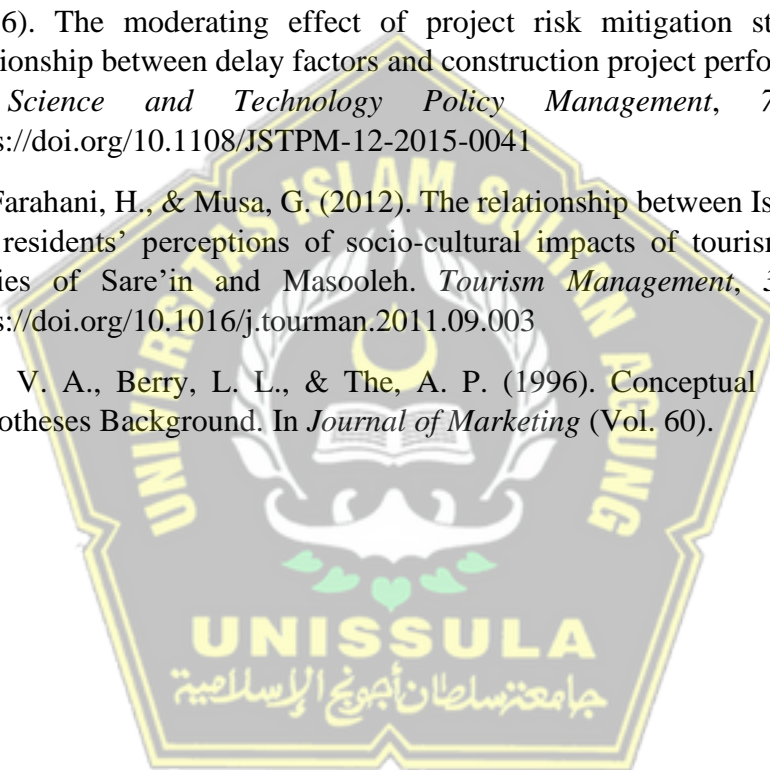 6). The moderating effect of project risk mitigation st
ionship between delay factors and construction project perfo
Science and Technology Policy Management, 7
s://doi.org/10.1108/JSTPM-12-2015-0041
Farahani, H., & Musa, G. (2012). The relationship between Is
residents’ perceptions of socio-cultural impacts of tourism
ies of Sare’in and Masooleh. Tourism Management, 3
s://doi.org/10.1016/j.tourman.2011.09.003
V. A., Berry, L. L., & The, A. P. (1996). Conceptual
otheses Background. In Journal of Marketing (Vol. 60).
UNIVERSITAS ISLAM SULTAN AGUNG
UNISSULA
جامعة سلطان أجونج الإسلامية